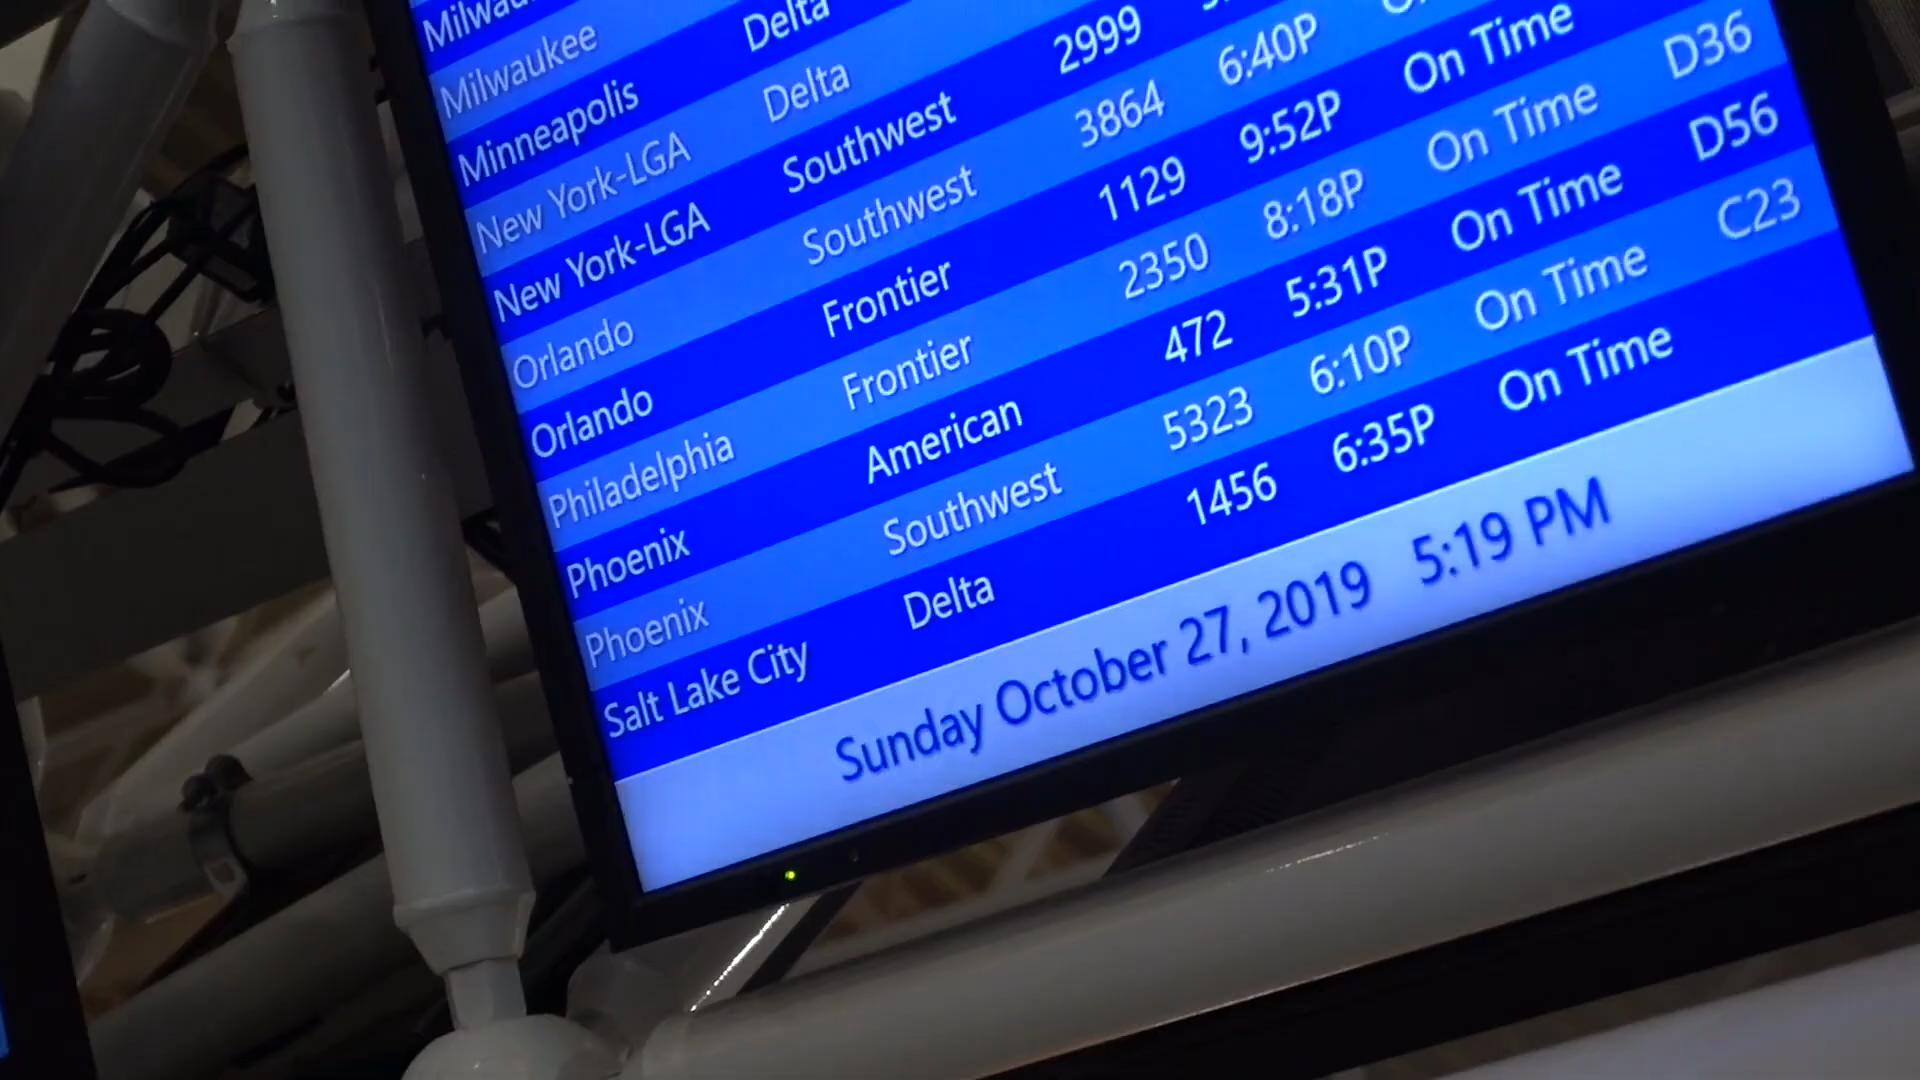 Milwau
Milwaukee
Minneapolis Delta
New York-LGA Delta
New York-LGA Southwest 2999
Orlando Southwest 3864 6:40P
Orlando Frontier 1129 9:52P On Time
Philadelphia Frontier 2350 8:18P On Time D36
Phoenix American 472 5:31P On Time D56
Phoenix Southwest 5323 6:10P On Time C23
Salt Lake City Delta 1456 6:35P On Time
Sunday October 27, 2019 5:19 PM